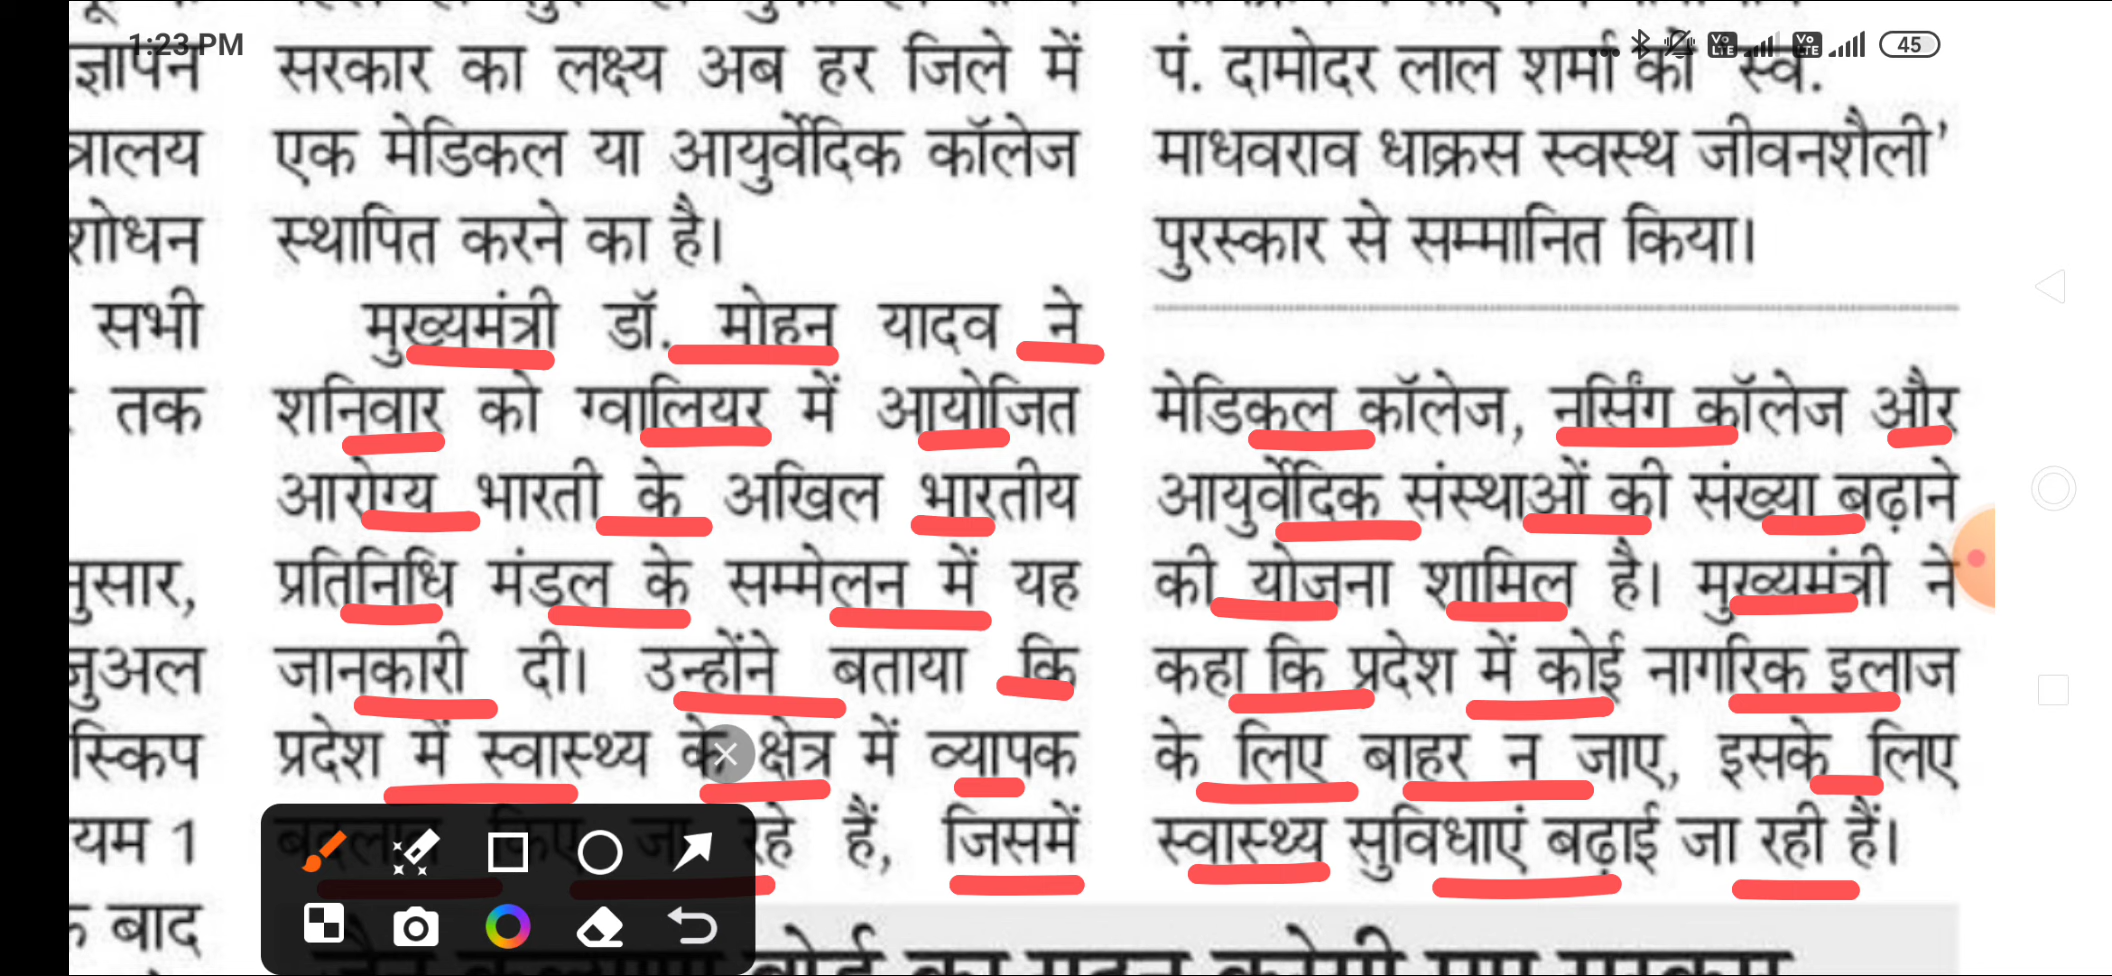 1:23 PM
45
ज्ञापन
त्रालय
शोधन
सभी
तक
नुसार,
जुअल
स्किप
यम 1
बाद
सरकार का लक्ष्य अब हर जिले में
एक मेडिकल या आयुर्वेदिक कॉलेज
स्थापित करने का है।
मुख्यमंत्री डॉ. मोहन यादव ने
शनिवार को ग्वालियर में आयोजित
आरोग्य भारती के अखिल भारतीय
प्रतिनिधि मंडल के सम्मेलन में यह
जानकारी दी। उन्होंने बताया कि
प्रदेश में स्वास्थ्य के क्षेत्र में व्यापक
बदलाव किए जा रहे हैं, जिसमें
पं. दामोदर लाल शर्मा को 'स्व.
माधवराव धाक्रस स्वस्थ जीवनशैली'
पुरस्कार से सम्मानित किया।
मेडिकल कॉलेज, नर्सिंग कॉलेज और
आयुर्वेदिक संस्थाओं की संख्या बढ़ाने
की योजना शामिल है। मुख्यमंत्री ने
कहा कि प्रदेश में कोई नागरिक इलाज
के लिए बाहर न जाए, इसके लिए
स्वास्थ्य सुविधाएं बढ़ाई जा रही हैं।